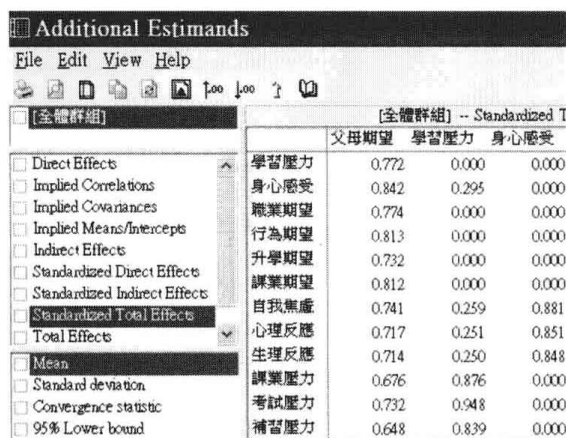 Additional Estimands
File Edit View Help
[全體群組]
Direct Effects
Implied Correlations
Implied Covariances
Implied Means/Intercepts
Indirect Effects
Standardized Direct Effects
Standardized Indirect Effects
Standardized Total Effects
Total Effects
Mean
Standard deviation
Convergence statistic
95% Lower bound
[全體群組] -- Standardized T
父母期望 學習壓力 身心感受
學習壓力 0.772 0.000 0.000
身心感受 0.842 0.295 0.000
職業期望 0.774 0.000 0.000
行為期望 0.813 0.000 0.000
升學期望 0.732 0.000 0.000
課業期望 0.812 0.000 0.000
自我焦慮 0.741 0.259 0.881
心理反應 0.717 0.251 0.851
生理反應 0.714 0.250 0.848
課業壓力 0.676 0.876 0.000
考試壓力 0.732 0.948 0.000
補習壓力 0.648 0.839 0.000